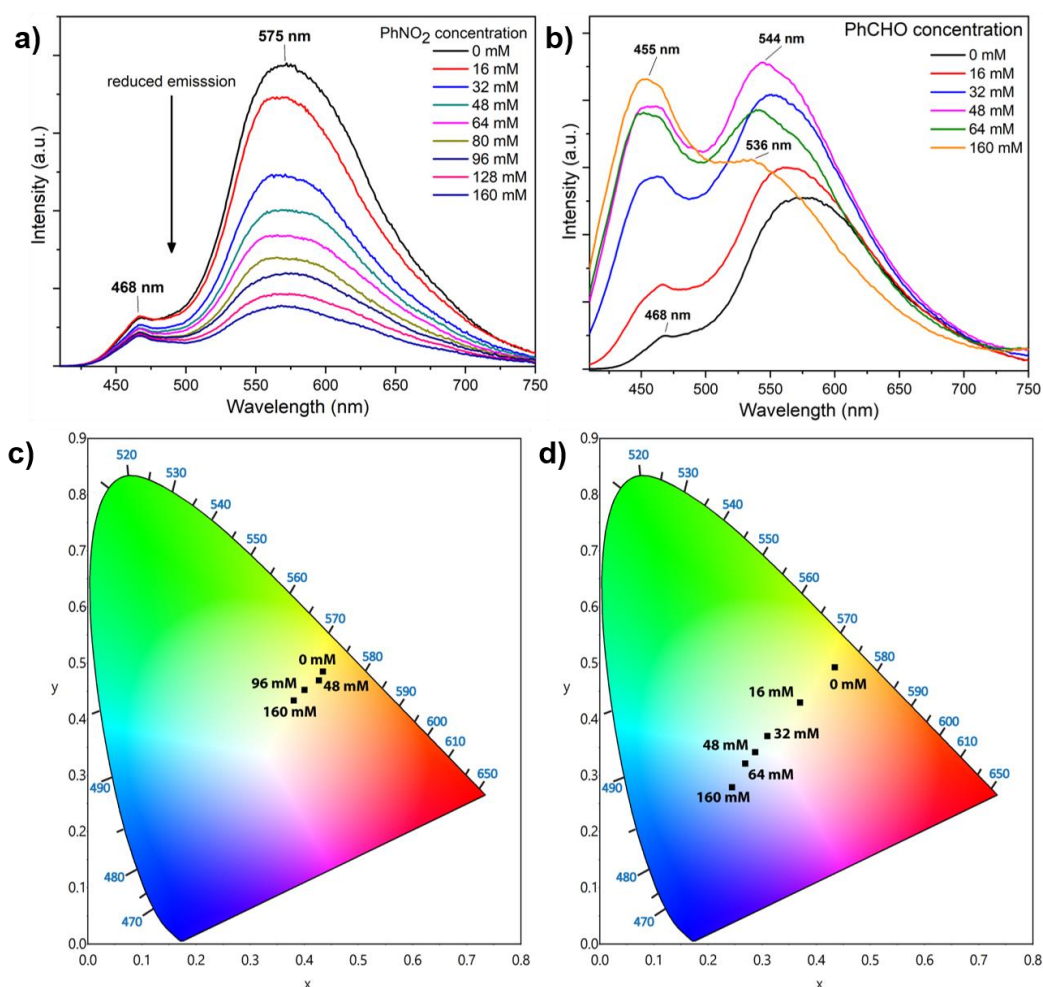 a)
575 nm
PhNO2 concentration
0 mM
16 mM
32 mM
48 mM
64 mM
80 mM
96 mM
128 mM
160 mM
reduced emisssion
468 nm
Intensity (a.u.)
450 500 550 600 650 700 750
Wavelength (nm)
b)
455 nm
544 nm
536 nm
468 nm
PhCHO concentration
0 mM
16 mM
32 mM
48 mM
64 mM
160 mM
Intensity (a.u.)
450 500 550 600 650 700 750
Wavelength (nm)
c)
0.9
0.8
0.7
0.6
0.5
0.4
0.3
0.2
0.1
0.0
y
520
530
540
550
560
570
580
590
600
610
650
490
480
470
0 mM
48 mM
96 mM
160 mM
0.0 0.1 0.2 0.3 0.4 0.5 0.6 0.7 0.8
x
d)
0.9
0.8
0.7
0.6
0.5
0.4
0.3
0.2
0.1
0.0
y
520
530
540
550
560
570
580
590
600
610
650
490
480
470
0 mM
16 mM
32 mM
48 mM
64 mM
160 mM
0.0 0.1 0.2 0.3 0.4 0.5 0.6 0.7 0.8
x